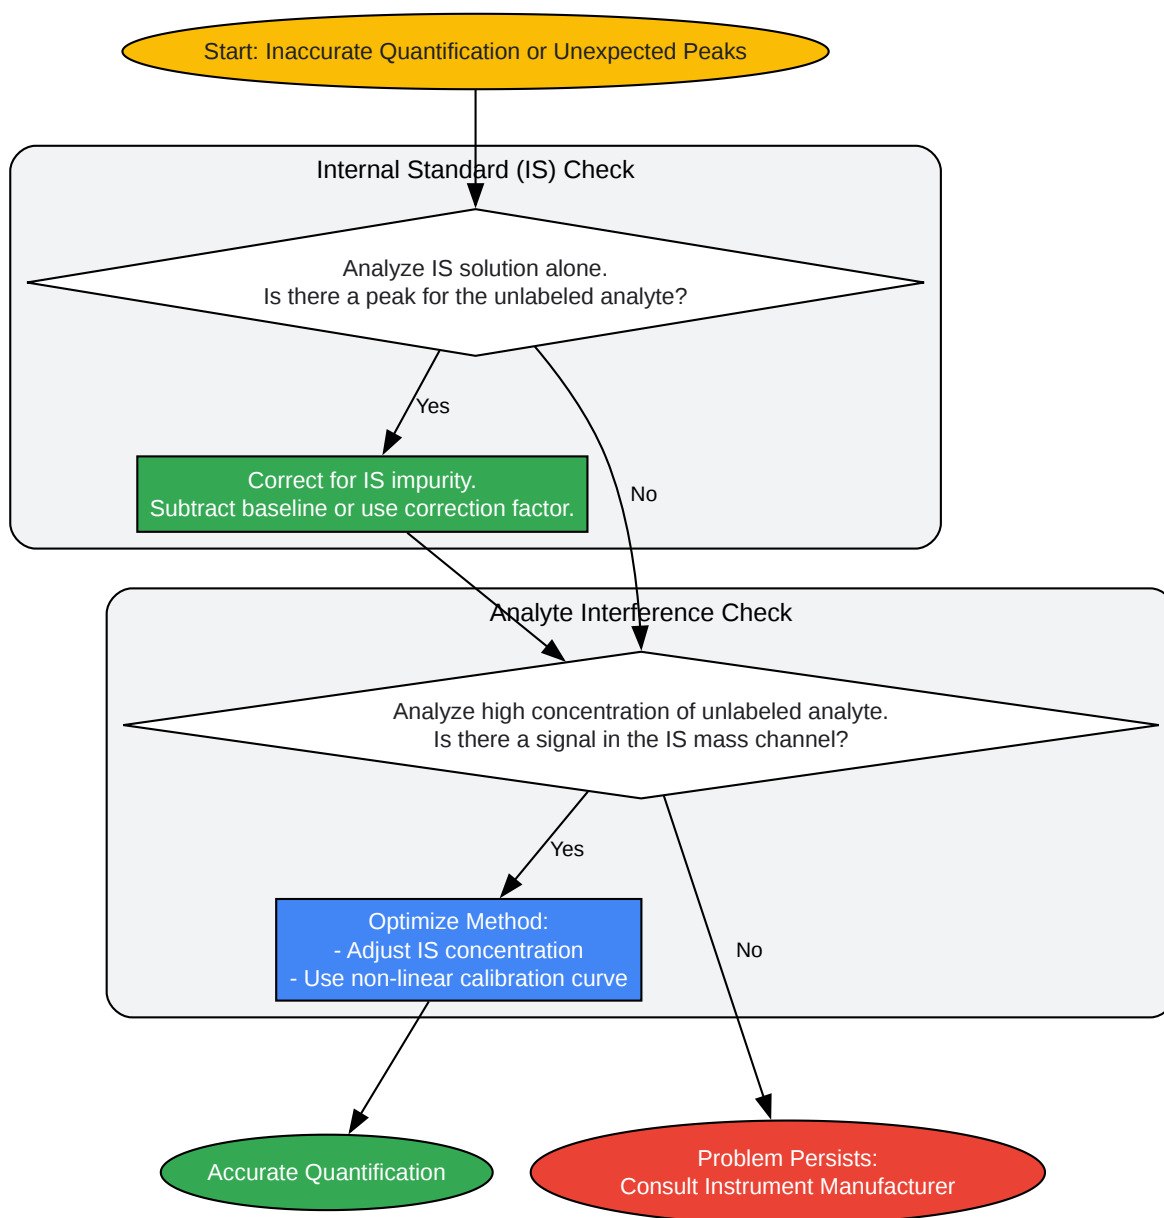 Start: Inaccurate Quantification or Unexpected Peaks
Internal Standard (IS) Check
Analyze IS solution alone.
Is there a peak for the unlabeled analyte?
Yes
Correct for IS impurity.
Subtract baseline or use correction factor.
No
Analyte Interference Check
Analyze high concentration of unlabeled analyte.
Is there a signal in the IS mass channel?
Yes
Optimize Method:
- Adjust IS concentration
- Use non-linear calibration curve
No
Accurate Quantification
Problem Persists:
Consult Instrument Manufacturer